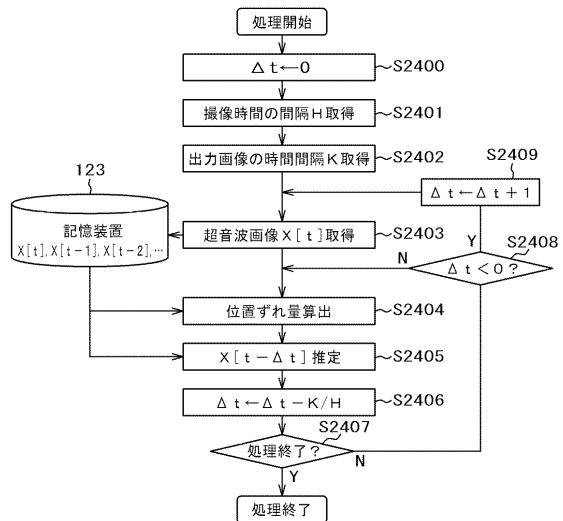 処理開始
Δt←0
S2400
撮像時間の間隔H取得
S2401
出力画像の時間間隔K取得
S2402
S2409
Δt←Δt+1
123
記憶装置
X[t],X[t-1],X[t-2],…
超音波画像X[t]取得
S2403
Y
S2408
N
Δt<0?
位置ずれ量算出
S2404
X[t-Δt]推定
S2405
Δt←Δt-K/H
S2406
S2407
処理終了?
N
Y
処理終了